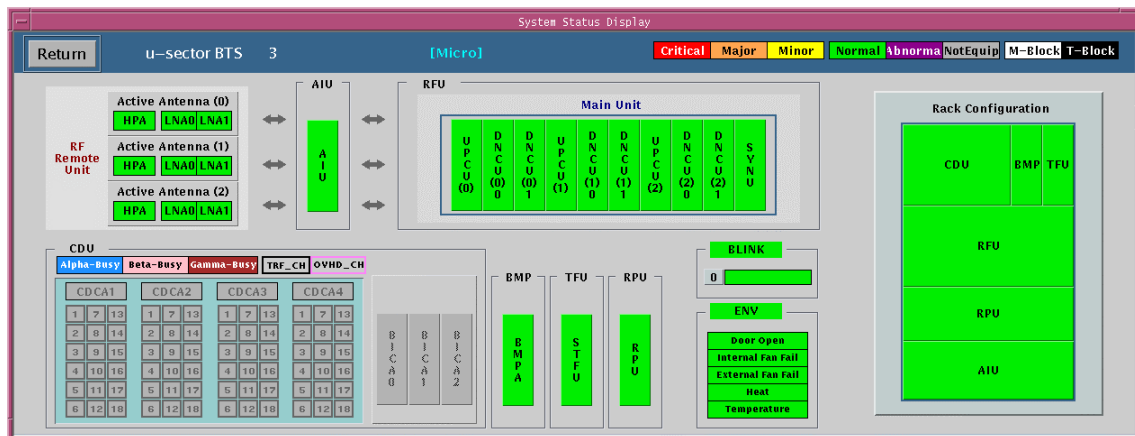 System Status Display
Return u-sector BTS 3 [Micro] Critical Major Minor Normal Abnorma NotEquip M-Block T-Block
AIU RFU
Active Antenna (0)
HPA LNA0 LNA1
RF Remote Unit
Active Antenna (1)
HPA LNA0 LNA1
Active Antenna (2)
HPA LNA0 LNA1
AIU
Main Unit
UPCU(0) DNCU(0)0 DNCU(0)1 UPCU(1) DNCU(1)0 DNCU(1)1 UPCU(2) DNCU(2)0 DNCU(2)1 SYNU
Rack Configuration
CDU BMP TFU
RFU
RPU
AIU
CDU
Alpha-Busy Beta-Busy Gamma-Busy TRF_CH OVHD_CH
CDCA1 CDCA2 CDCA3 CDCA4
1 7 13 1 7 13 1 7 13 1 7 13
2 8 14 2 8 14 2 8 14 2 8 14
3 9 15 3 9 15 3 9 15 3 9 15
4 10 16 4 10 16 4 10 16 4 10 16
5 11 17 5 11 17 5 11 17 5 11 17
6 12 18 6 12 18 6 12 18 6 12 18
BICA0 BICA1 BICA2
BMP TFU RPU
BMPA STFU RPU
BLINK
0
ENV
Door Open
Internal Fan Fail
External Fan Fail
Heat
Temperature